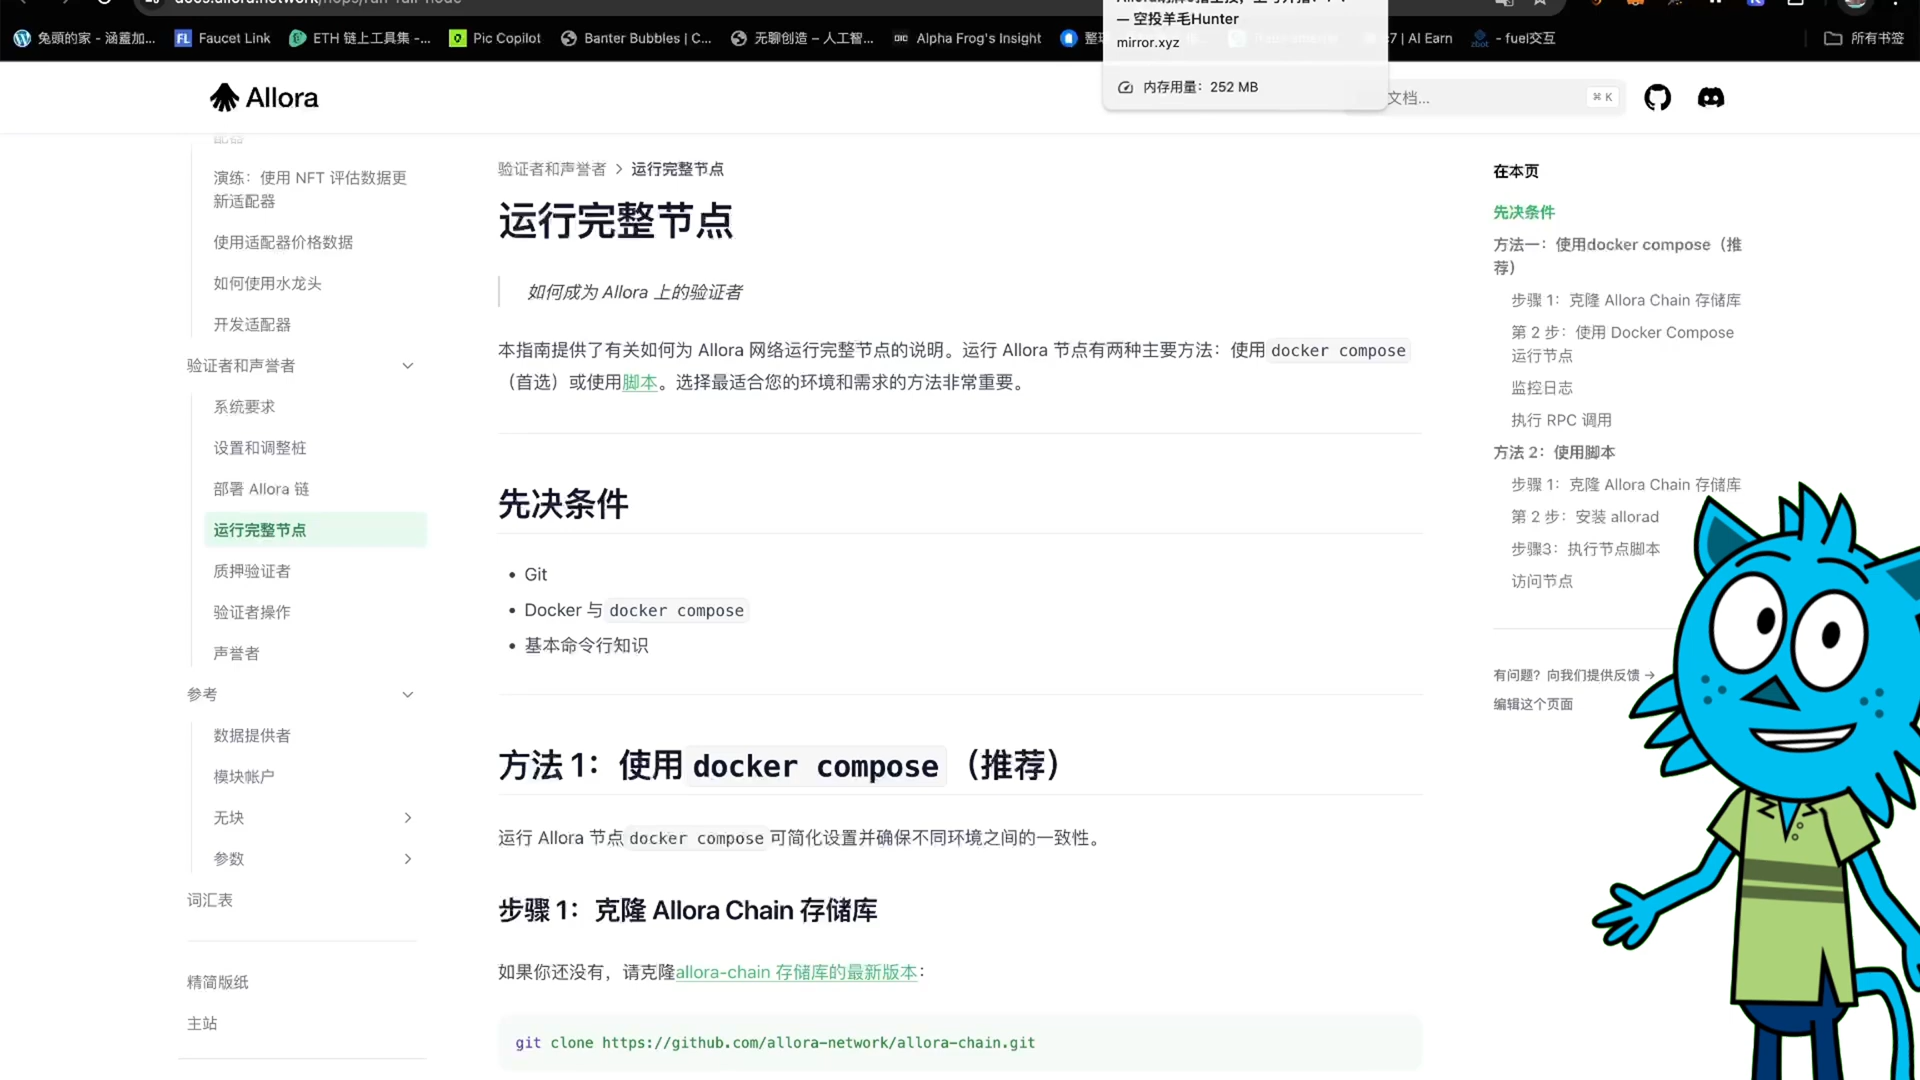 兔頭的家 - 涵蓋加...
Faucet Link
ETH 链上工具集 -...
Pic Copilot
Banter Bubbles | C...
无聊创造 – 人工智...
Alpha Frog's Insight
7 | AI Earn
- fuel交互
所有书签
— 空投羊毛Hunter
mirror.xyz
内存用量：252 MB
Allora
文档...
⌘ K
演练：使用 NFT 评估数据更
新适配器
使用适配器价格数据
如何使用水龙头
开发适配器
验证者和声誉者
系统要求
设置和调整桩
部署 Allora 链
运行完整节点
质押验证者
验证者操作
声誉者
参考
数据提供者
模块帐户
无块
参数
词汇表
精简版纸
主站
验证者和声誉者 > 运行完整节点
运行完整节点
如何成为 Allora 上的验证者
本指南提供了有关如何为 Allora 网络运行完整节点的说明。运行 Allora 节点有两种主要方法：使用 docker compose
（首选）或使用脚本。选择最适合您的环境和需求的方法非常重要。
先决条件
• Git
• Docker 与 docker compose
• 基本命令行知识
方法 1：使用 docker compose （推荐）
运行 Allora 节点 docker compose 可简化设置并确保不同环境之间的一致性。
步骤 1：克隆 Allora Chain 存储库
如果你还没有，请克隆allora-chain 存储库的最新版本：
git clone https://github.com/allora-network/allora-chain.git
在本页
先决条件
方法一：使用docker compose（推
荐）
步骤 1：克隆 Allora Chain 存储库
第 2 步：使用 Docker Compose
运行节点
监控日志
执行 RPC 调用
方法 2：使用脚本
步骤 1：克隆 Allora Chain 存储库
第 2 步：安装 allorad
步骤3：执行节点脚本
访问节点
有问题？向我们提供反馈 →
编辑这个页面